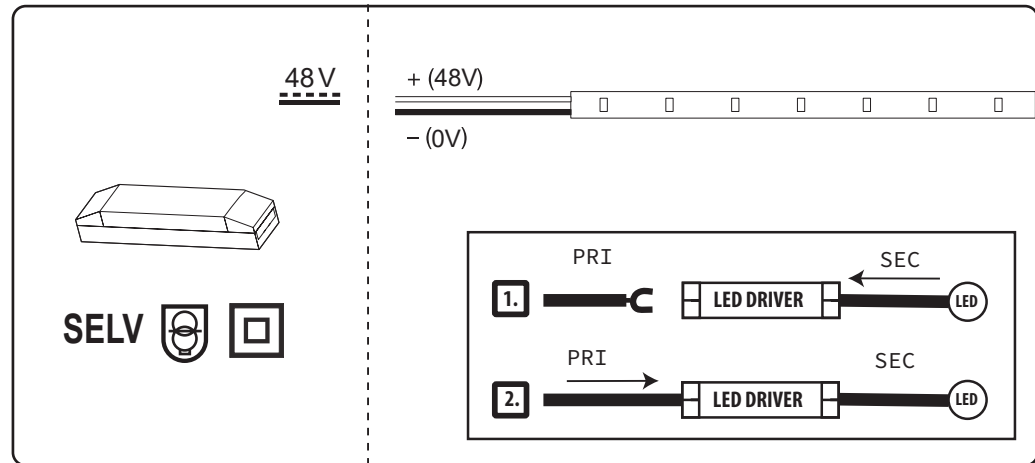 48V
+ (48V)
− (0V)
SELV
PRI
SEC
1.
LED DRIVER
LED
PRI
SEC
2.
LED DRIVER
LED